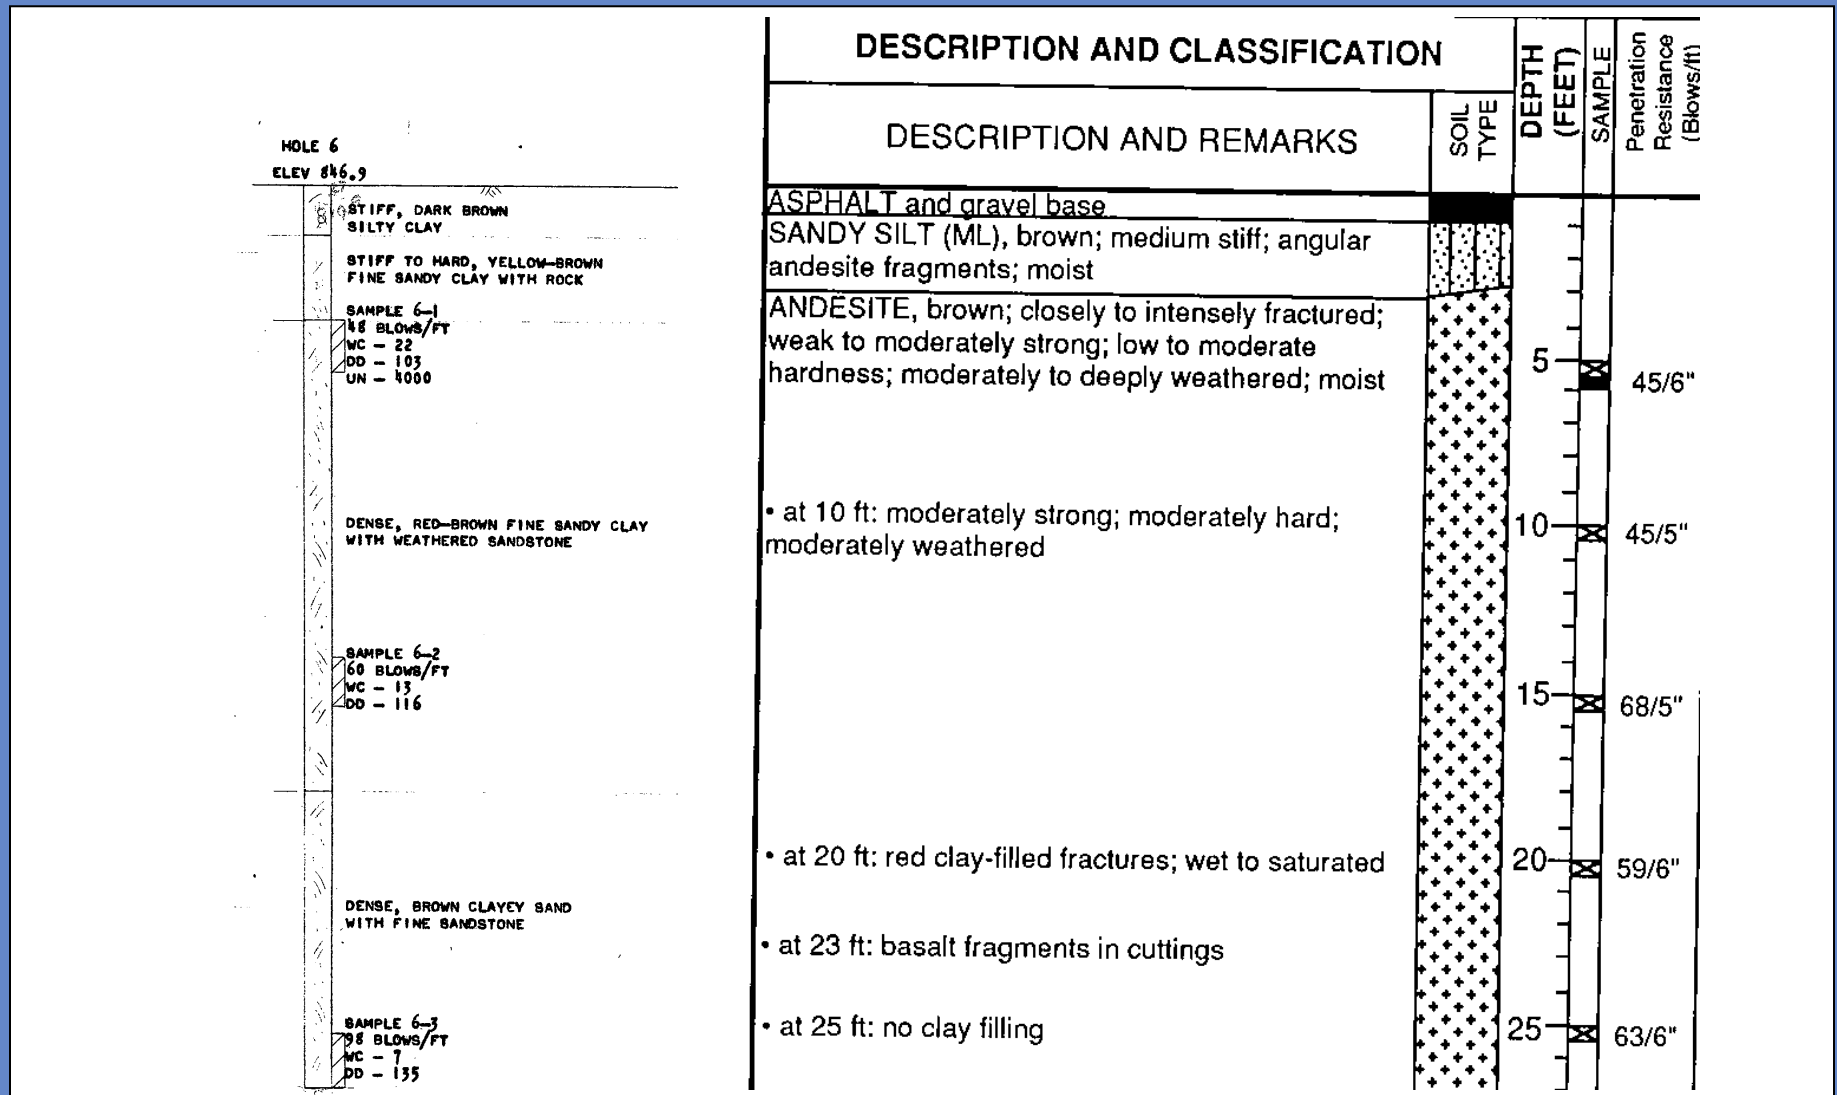 HOLE 6
ELEV 846.9
STIFF, DARK BROWN
SILTY CLAY
STIFF TO HARD, YELLOW-BROWN
FINE SANDY CLAY WITH ROCK
SAMPLE 6-1
48 BLOWS/FT
WC - 22
DD - 103
UN - 4000
DENSE, RED-BROWN FINE SANDY CLAY
WITH WEATHERED SANDSTONE
SAMPLE 6-2
60 BLOWS/FT
WC - 13
DD - 116
DENSE, BROWN CLAYEY SAND
WITH FINE SANDSTONE
SAMPLE 6-3
98 BLOWS/FT
WC - 7
DD - 135
DESCRIPTION AND CLASSIFICATION
DESCRIPTION AND REMARKS
SOIL
TYPE
DEPTH
(FEET)
SAMPLE
Penetration
Resistance
(Blows/ft)
ASPHALT and gravel base
SANDY SILT (ML), brown; medium stiff; angular
andesite fragments; moist
ANDESITE, brown; closely to intensely fractured;
weak to moderately strong; low to moderate
hardness; moderately to deeply weathered; moist
5
45/6"
• at 10 ft: moderately strong; moderately hard;
moderately weathered
10
45/5"
15
68/5"
• at 20 ft: red clay-filled fractures; wet to saturated
20
59/6"
• at 23 ft: basalt fragments in cuttings
• at 25 ft: no clay filling
25
63/6"